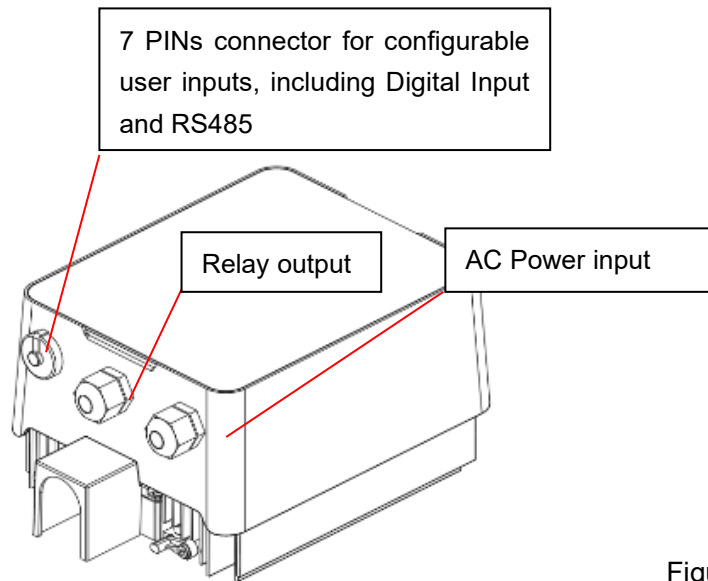 7 PINs connector for configurable
user inputs, including Digital Input
and RS485
Relay output
AC Power input